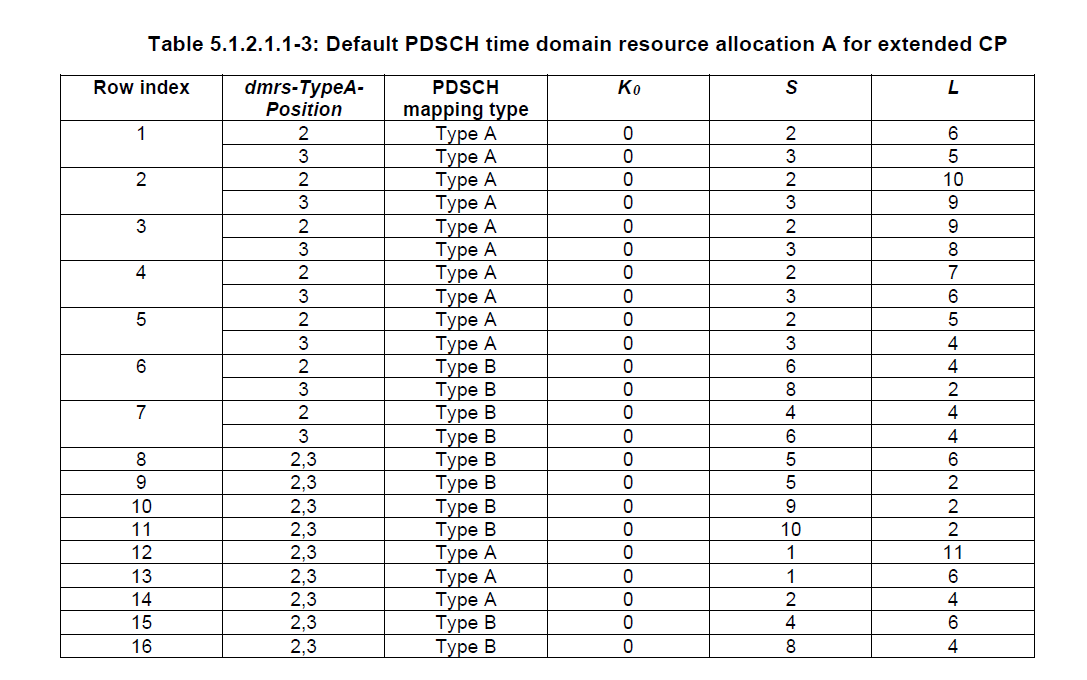 Table 5.1.2.1.1-3: Default PDSCH time domain resource allocation A for extended CP
Row index dmrs-TypeA-Position PDSCH mapping type K0 S L
1 2 Type A 0 2 6
3 Type A 0 3 5
2 2 Type A 0 2 10
3 Type A 0 3 9
3 2 Type A 0 2 9
3 Type A 0 3 8
4 2 Type A 0 2 7
3 Type A 0 3 6
5 2 Type A 0 2 5
3 Type A 0 3 4
6 2 Type B 0 6 4
3 Type B 0 8 2
7 2 Type B 0 4 4
3 Type B 0 6 4
8 2,3 Type B 0 5 6
9 2,3 Type B 0 5 2
10 2,3 Type B 0 9 2
11 2,3 Type B 0 10 2
12 2,3 Type A 0 1 11
13 2,3 Type A 0 1 6
14 2,3 Type A 0 2 4
15 2,3 Type B 0 4 6
16 2,3 Type B 0 8 4